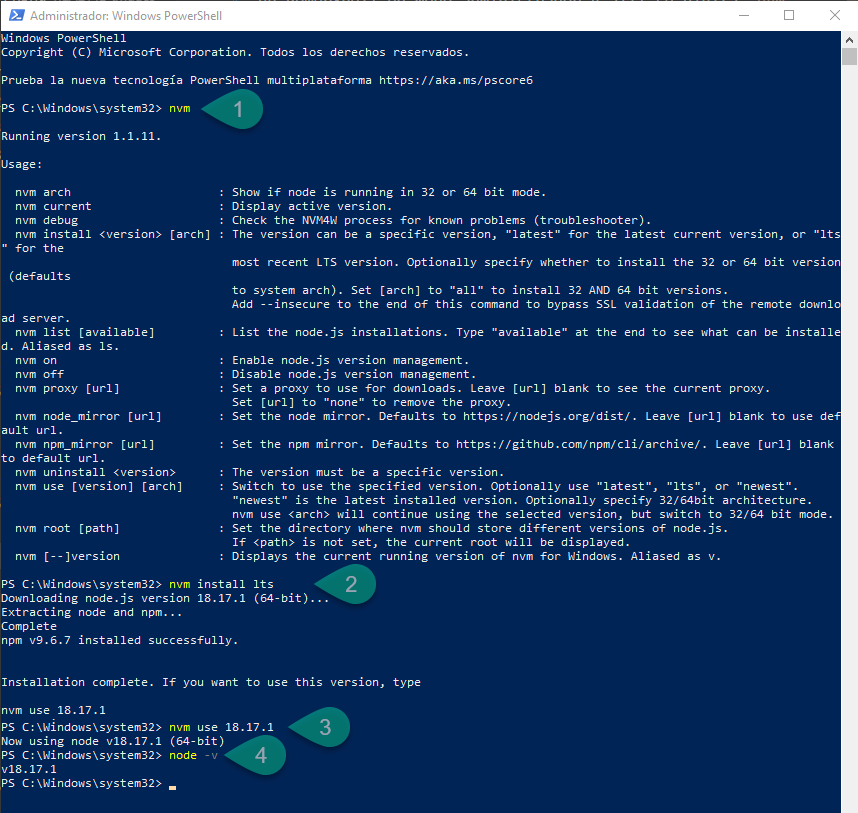 Administrador: Windows PowerShell
Windows PowerShell
Copyright (C) Microsoft Corporation. Todos los derechos reservados.
Prueba la nueva tecnología PowerShell multiplataforma https://aka.ms/pscore6
PS C:\Windows\system32> nvm
1
Running version 1.1.11.
Usage:
  nvm arch                     : Show if node is running in 32 or 64 bit mode.
  nvm current                  : Display active version.
  nvm debug                    : Check the NVM4W process for known problems (troubleshooter).
  nvm install <version> [arch] : The version can be a specific version, "latest" for the latest current version, or "lts
" for the
                                 most recent LTS version. Optionally specify whether to install the 32 or 64 bit version
 (defaults
                                 to system arch). Set [arch] to "all" to install 32 AND 64 bit versions.
                                 Add --insecure to the end of this command to bypass SSL validation of the remote downlo
ad server.
  nvm list [available]         : List the node.js installations. Type "available" at the end to see what can be installe
d. Aliased as ls.
  nvm on                       : Enable node.js version management.
  nvm off                      : Disable node.js version management.
  nvm proxy [url]              : Set a proxy to use for downloads. Leave [url] blank to see the current proxy.
                                 Set [url] to "none" to remove the proxy.
  nvm node_mirror [url]        : Set the node mirror. Defaults to https://nodejs.org/dist/. Leave [url] blank to use def
ault url.
  nvm npm_mirror [url]         : Set the npm mirror. Defaults to https://github.com/npm/cli/archive/. Leave [url] blank
to default url.
  nvm uninstall <version>      : The version must be a specific version.
  nvm use [version] [arch]     : Switch to use the specified version. Optionally use "latest", "lts", or "newest".
                                 "newest" is the latest installed version. Optionally specify 32/64bit architecture.
                                 nvm use <arch> will continue using the selected version, but switch to 32/64 bit mode.
  nvm root [path]              : Set the directory where nvm should store different versions of node.js.
                                 If <path> is not set, the current root will be displayed.
  nvm [--]version              : Displays the current running version of nvm for Windows. Aliased as v.
PS C:\Windows\system32> nvm install lts
2
Downloading node.js version 18.17.1 (64-bit)...
Extracting node and npm...
Complete
npm v9.6.7 installed successfully.
Installation complete. If you want to use this version, type
nvm use 18.17.1
PS C:\Windows\system32> nvm use 18.17.1
3
Now using node v18.17.1 (64-bit)
PS C:\Windows\system32> node -v
4
v18.17.1
PS C:\Windows\system32>